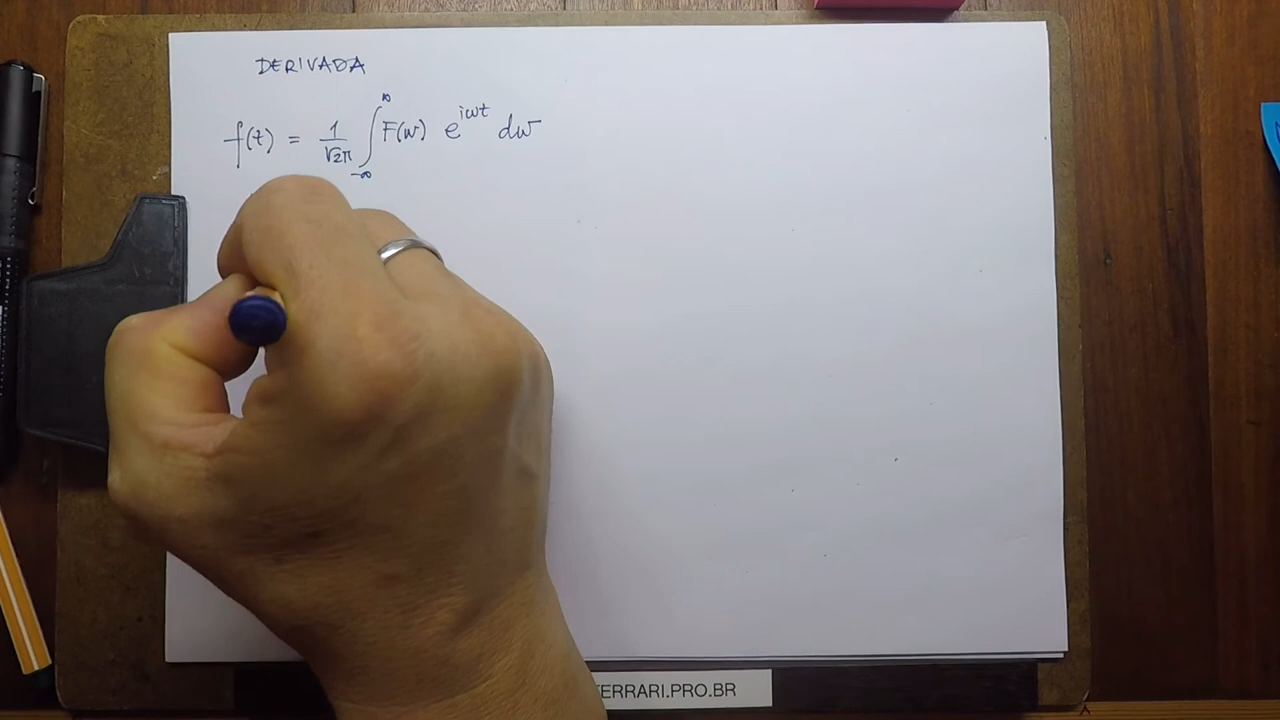 DERIVADA
f(t) = 1/√2π ∫_{-∞}^{∞} F(w) e^{iwt} dw
FERRARI.PRO.BR